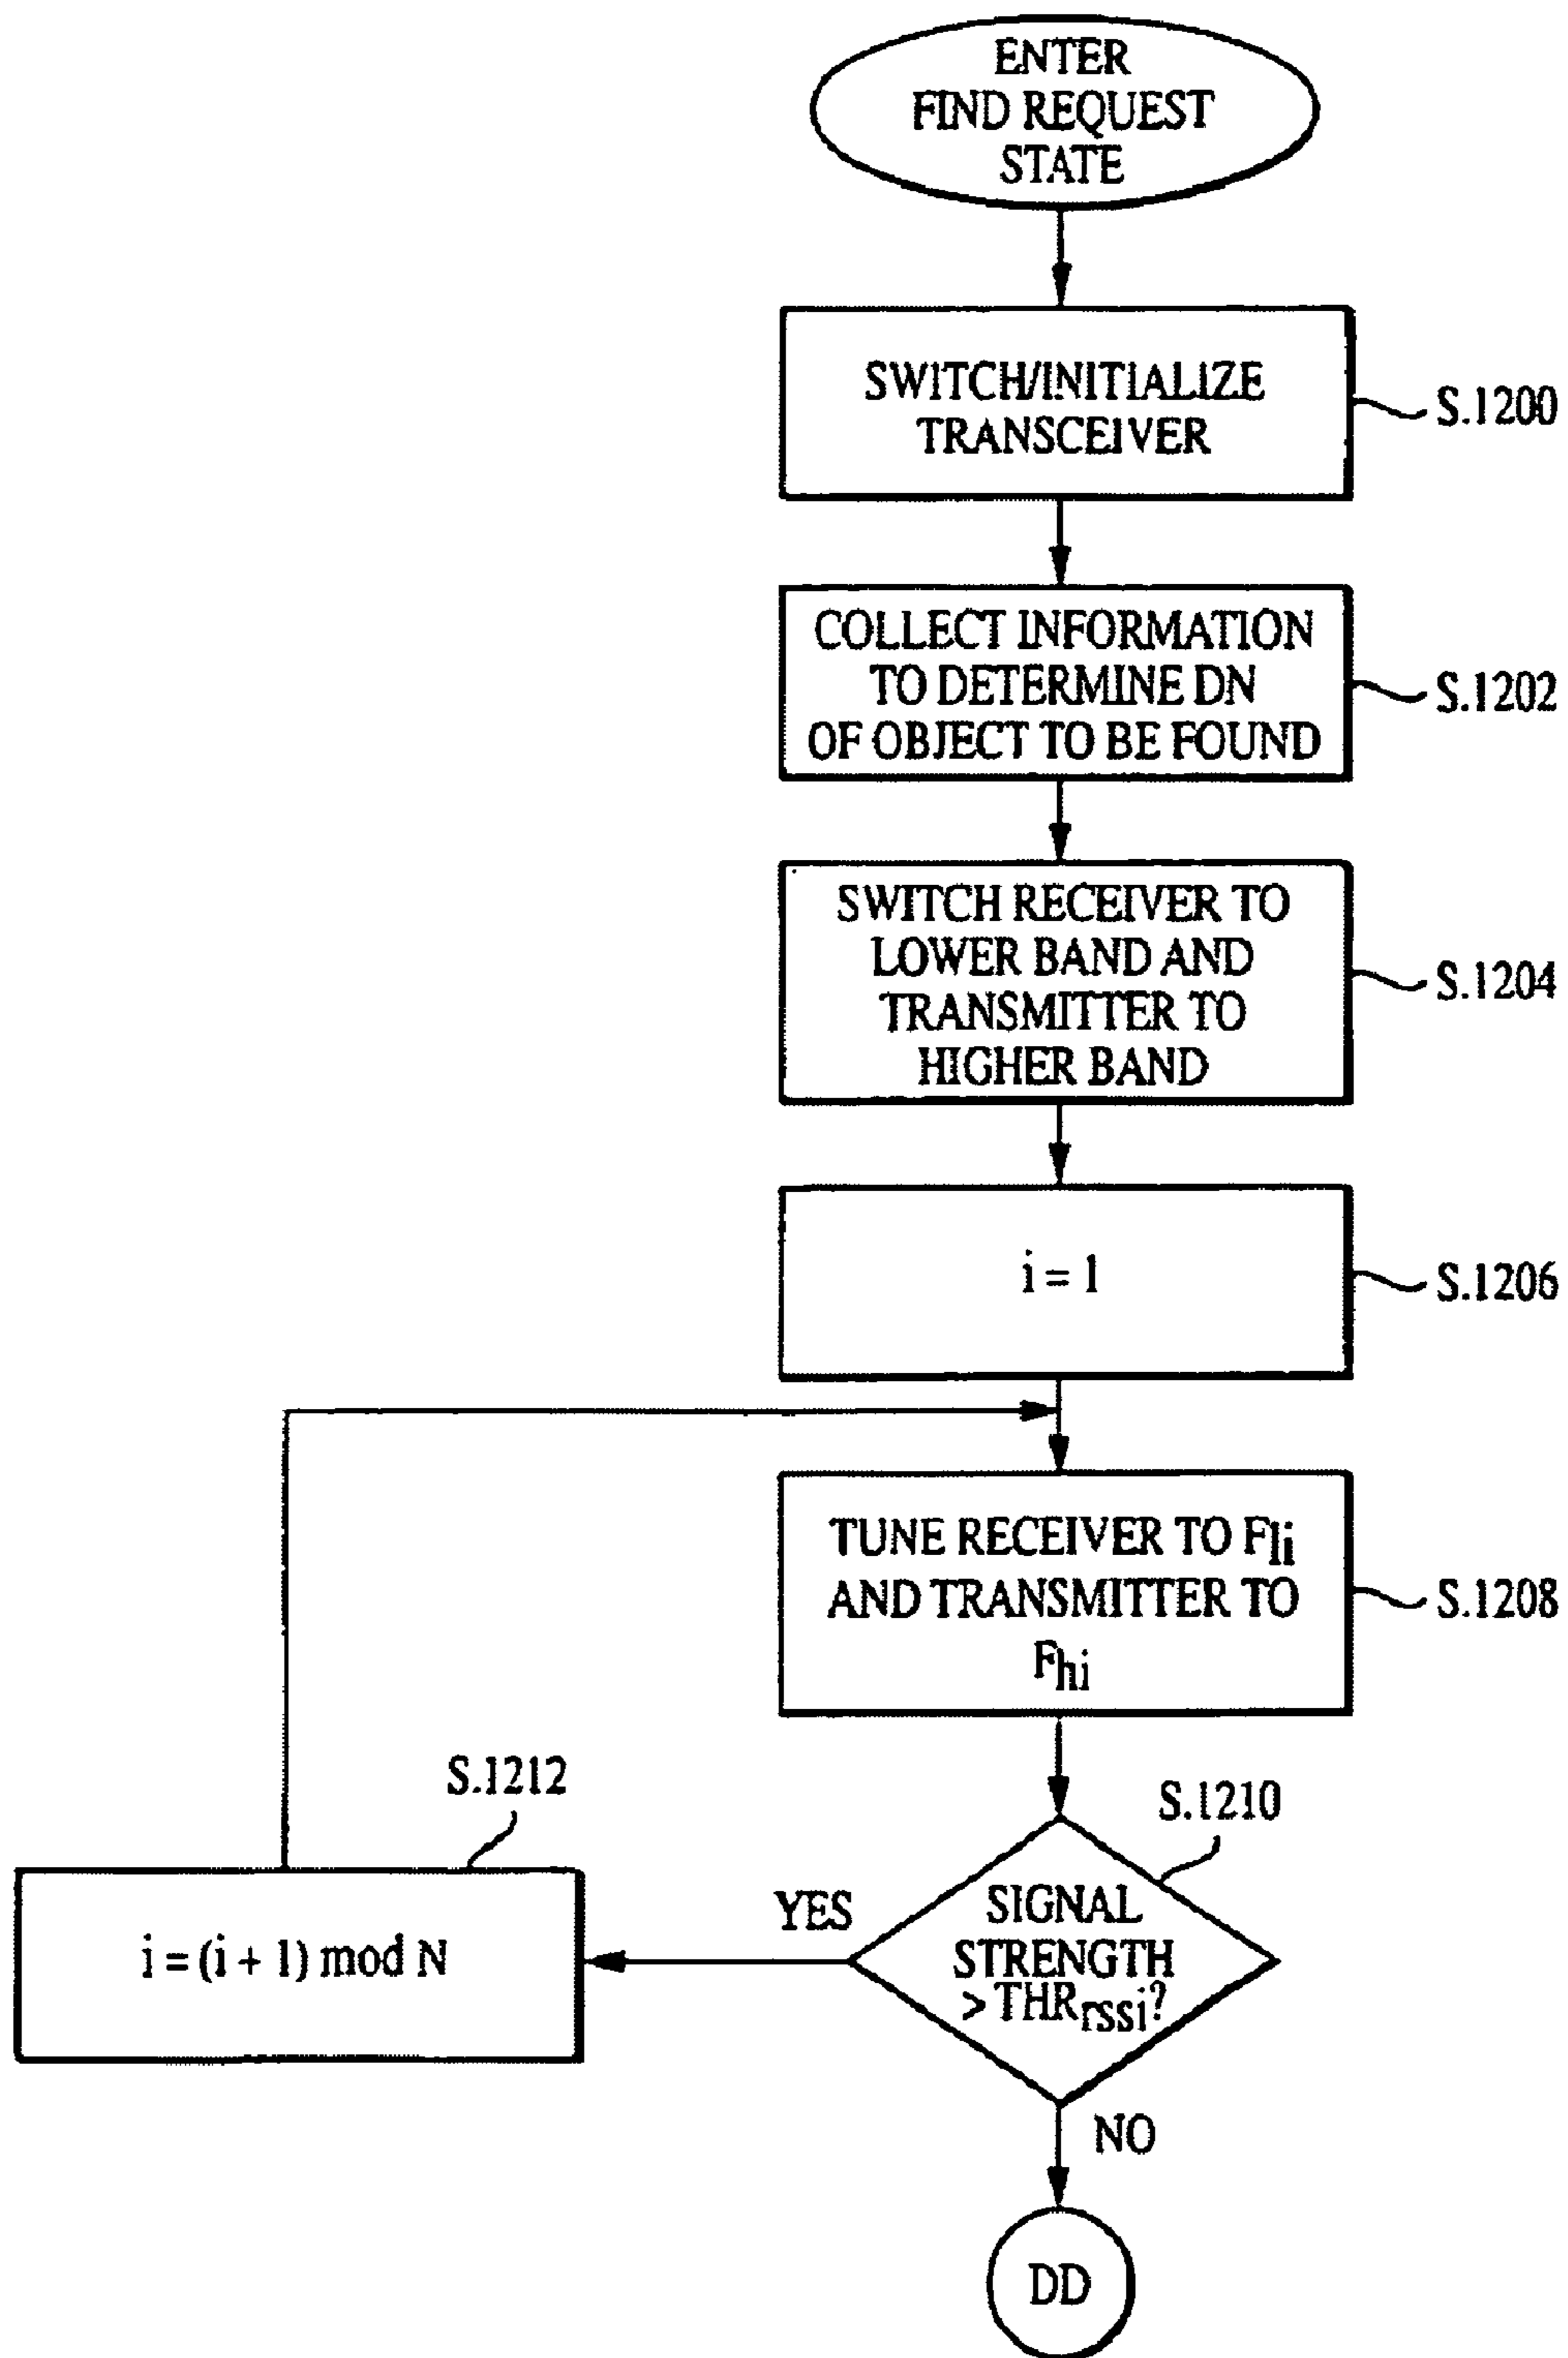 ENTER
FIND REQUEST
STATE
SWITCH/INITIALIZE
TRANSCEIVER
S.1200
COLLECT INFORMATION
TO DETERMINE DN
OF OBJECT TO BE FOUND
S.1202
SWITCH RECEIVER TO
LOWER BAND AND
TRANSMITTER TO
HIGHER BAND
S.1204
i = 1
S.1206
TUNE RECEIVER TO Fli
AND TRANSMITTER TO
Fhi
S.1208
S.1212
i = (i + 1) mod N
S.1210
YES
SIGNAL
STRENGTH
> THRrssi?
NO
DD